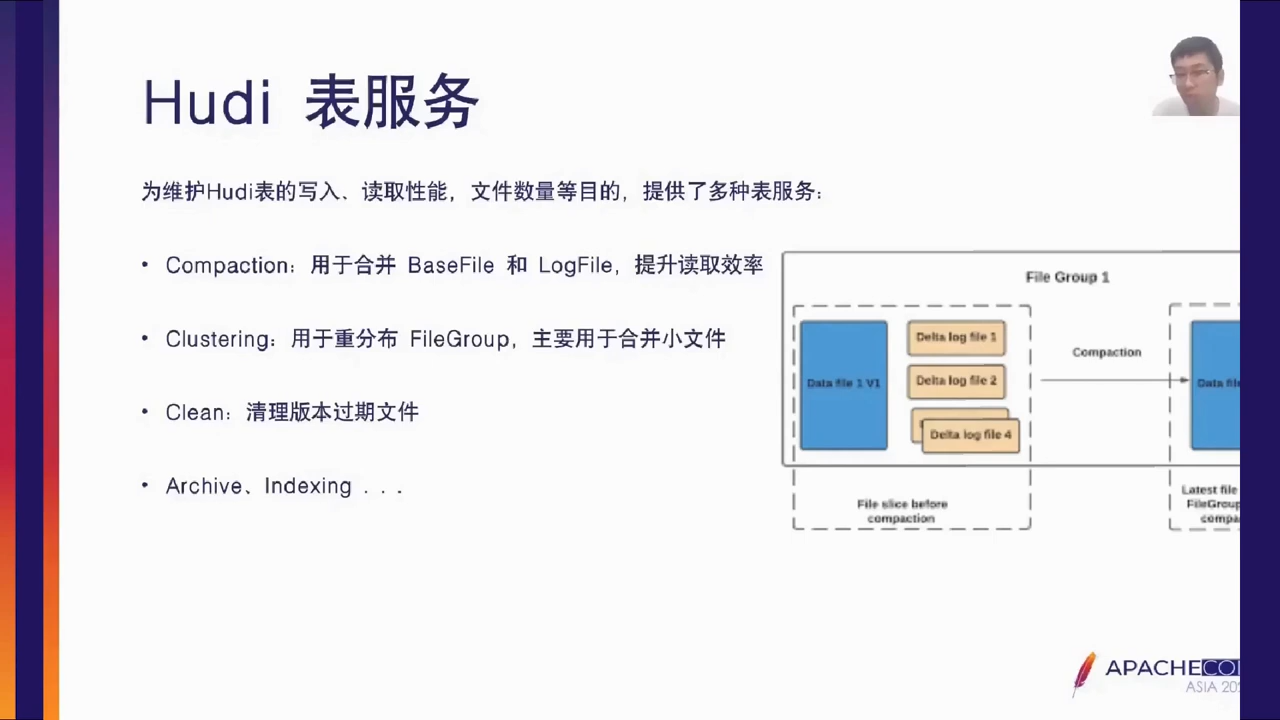 Hudi 表服务
为维护Hudi表的写入、读取性能，文件数量等目的，提供了多种表服务：
• Compaction：用于合并 BaseFile 和 LogFile，提升读取效率
• Clustering：用于重分布 FileGroup，主要用于合并小文件
• Clean：清理版本过期文件
• Archive、Indexing . . .
File Group 1
Data file 1 V1
Delta log file 1
Delta log file 2
Delta log file 4
Compaction
Data file
File slice before
compaction
Latest file
FileGroup
compa
APACHECO
ASIA 202